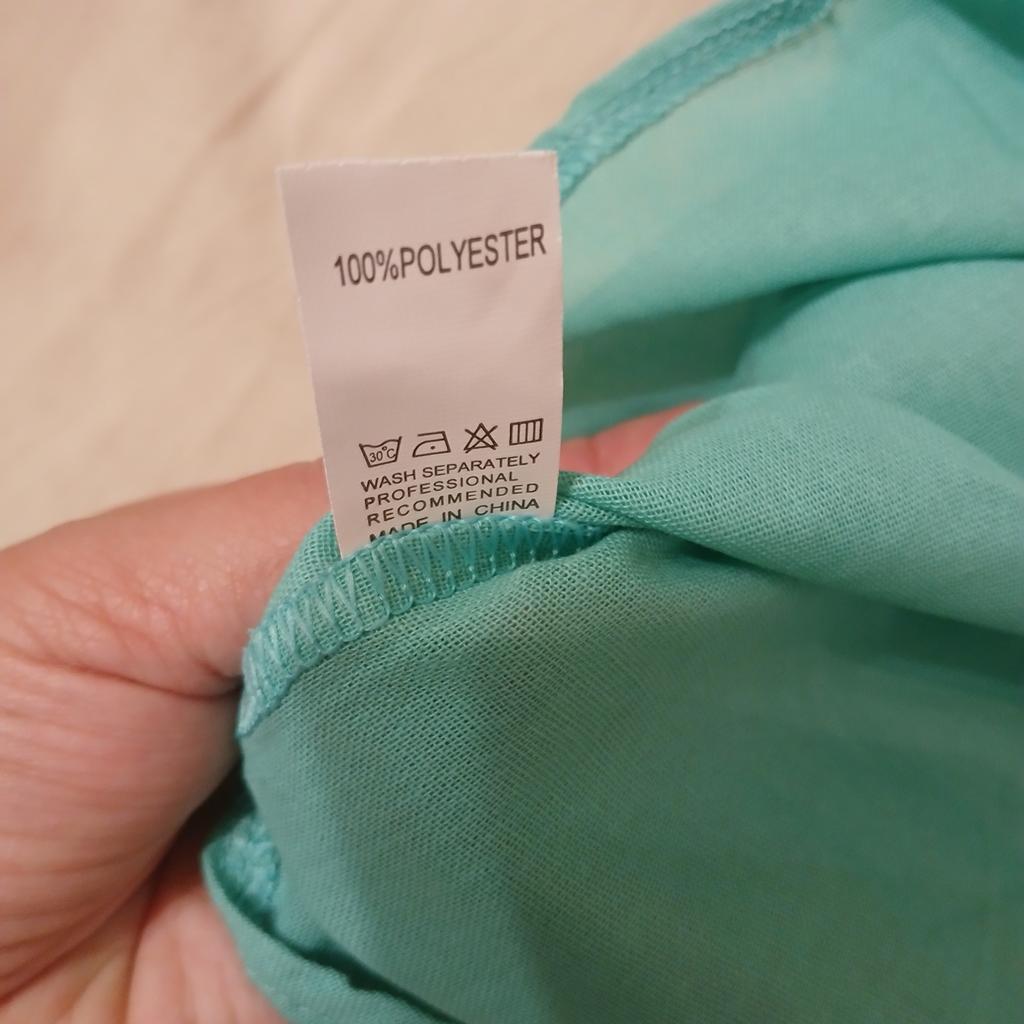 100%POLYESTER
30°C
WASH SEPARATELY
PROFESSIONAL
RECOMMENDED
MADE IN CHINA